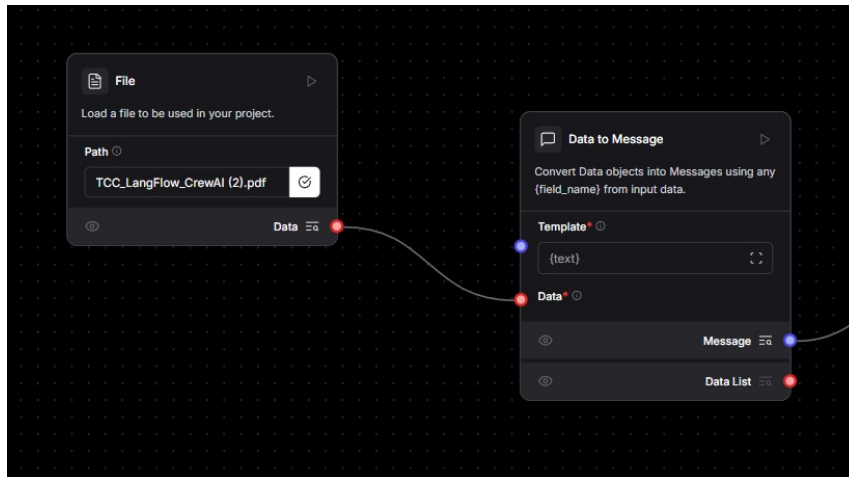 File
Load a file to be used in your project.
Path
TCC_LangFlow_CrewAI (2).pdf
Data
Data to Message
Convert Data objects into Messages using any
{field_name} from input data.
Template*
{text}
Data*
Message
Data List